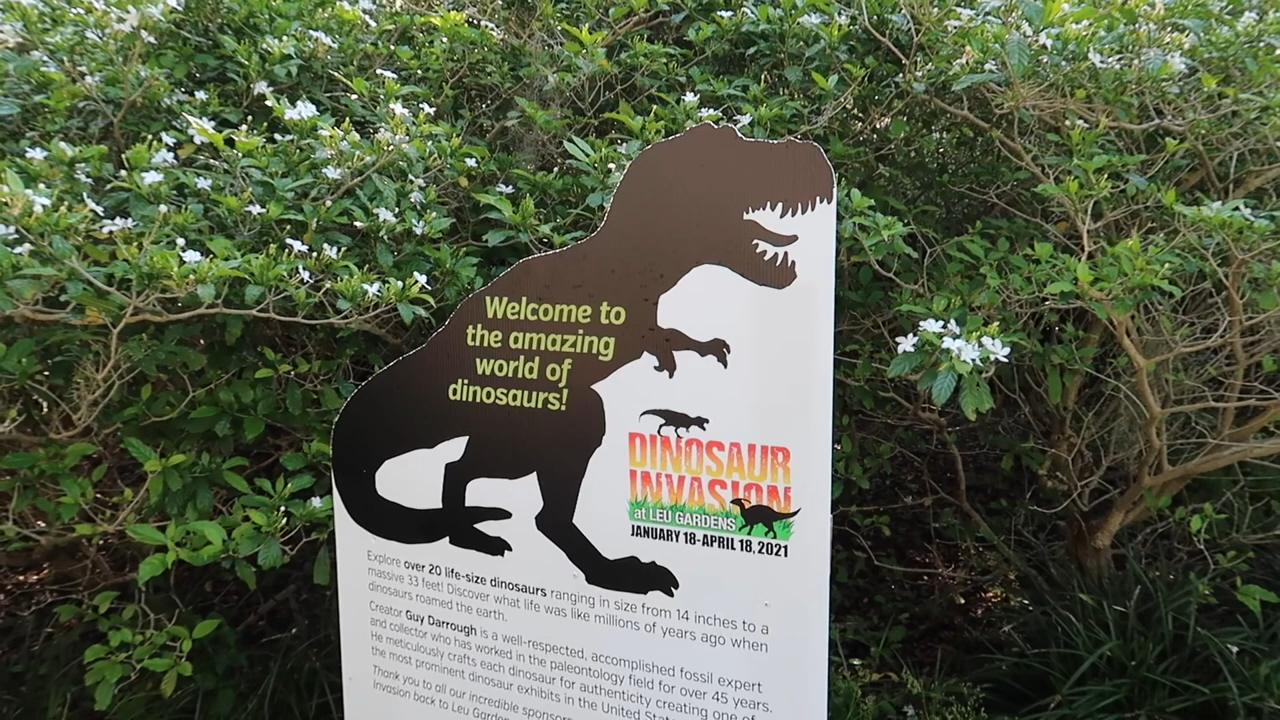 Welcome to
the amazing
world of
dinosaurs!
DINOSAUR
INVASION
at LEU GARDENS
JANUARY 18-APRIL 18, 2021
Explore over 20 life-size dinosaurs ranging in size from 14 inches to a
massive 33 feet! Discover what life was like millions of years ago when
dinosaurs roamed the earth.
Creator Guy Darrough is a well-respected, accomplished fossil expert
and collector who has worked in the paleontology field for over 45 years.
He meticulously crafts each dinosaur for authenticity creating one of
the most prominent dinosaur exhibits in the United
Thank you to all our incredible
Invasion back to Leu